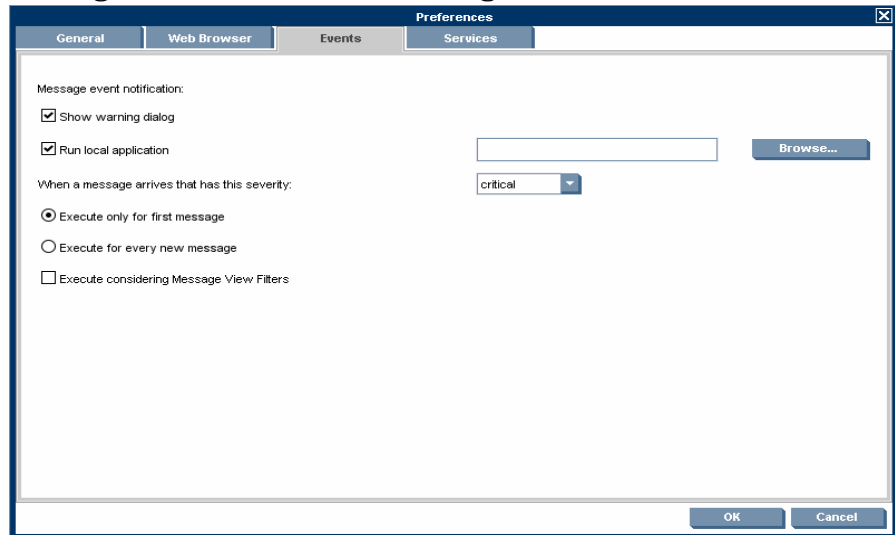 Preferences
General Web Browser Events Services
Message event notification:
Show warning dialog
Run local application Browse...
When a message arrives that has this severity: critical
Execute only for first message
Execute for every new message
Execute considering Message View Filters
OK Cancel